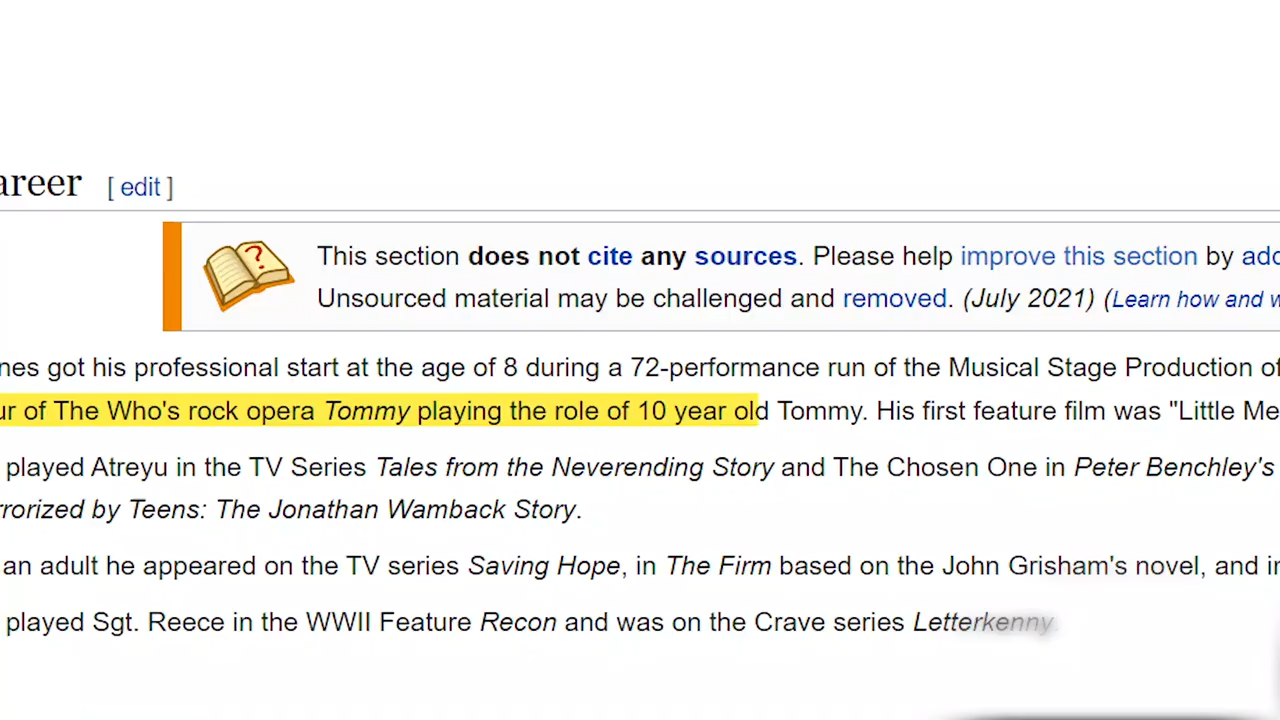 areer [ edit ]
This section does not cite any sources. Please help improve this section by adc
Unsourced material may be challenged and removed. (July 2021) (Learn how and w
nes got his professional start at the age of 8 during a 72-performance run of the Musical Stage Production of
ur of The Who's rock opera Tommy playing the role of 10 year old Tommy. His first feature film was "Little Me
played Atreyu in the TV Series Tales from the Neverending Story and The Chosen One in Peter Benchley's
rrorized by Teens: The Jonathan Wamback Story.
an adult he appeared on the TV series Saving Hope, in The Firm based on the John Grisham's novel, and in
played Sgt. Reece in the WWII Feature Recon and was on the Crave series Letterkenny.